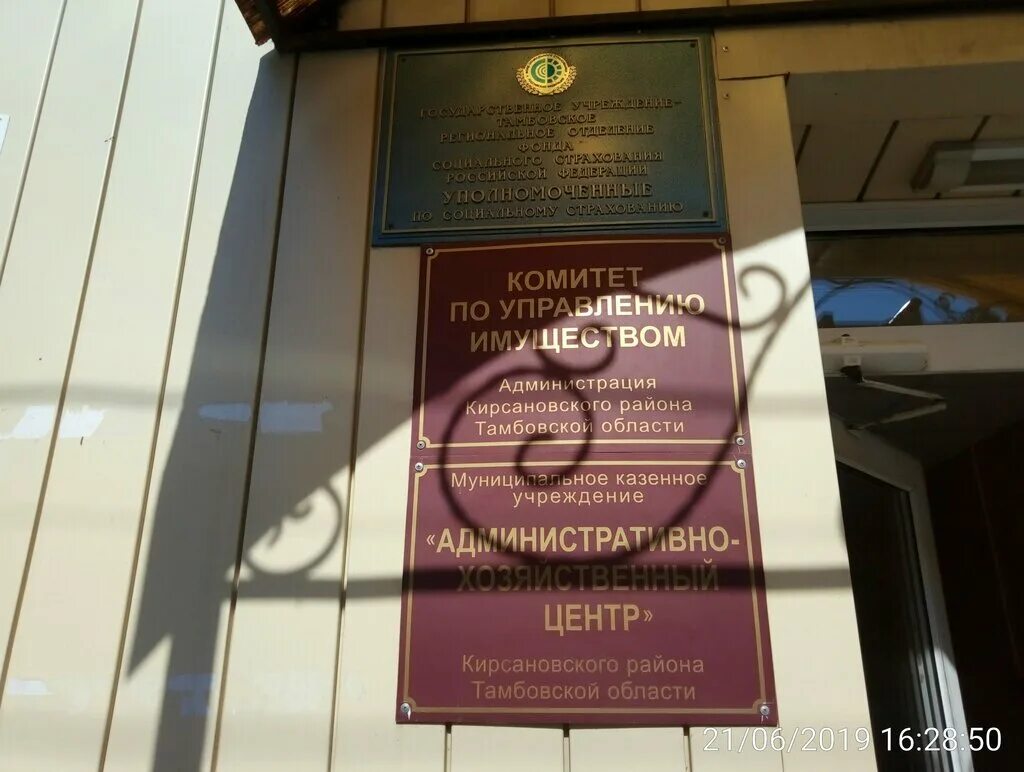 ГОСУДАРСТВЕННОЕ УЧРЕЖДЕНИЕ-
ТАМБОВСКОЕ
РЕГИОНАЛЬНОЕ ОТДЕЛЕНИЕ
ФОНДА
СОЦИАЛЬНОГО СТРАХОВАНИЯ
РОССИЙСКОЙ ФЕДЕРАЦИИ
УПОЛНОМОЧЕННЫЕ
ПО СОЦИАЛЬНОМУ СТРАХОВАНИЮ
КОМИТЕТ
ПО УПРАВЛЕНИЮ
ИМУЩЕСТВОМ
Администрация
Кирсановского района
Тамбовской области
Муниципальное казенное
учреждение
«АДМИНИСТРАТИВНО-
ХОЗЯЙСТВЕННЫЙ
ЦЕНТР»
Кирсановского района
Тамбовской области
21/06/2019 16:28:50